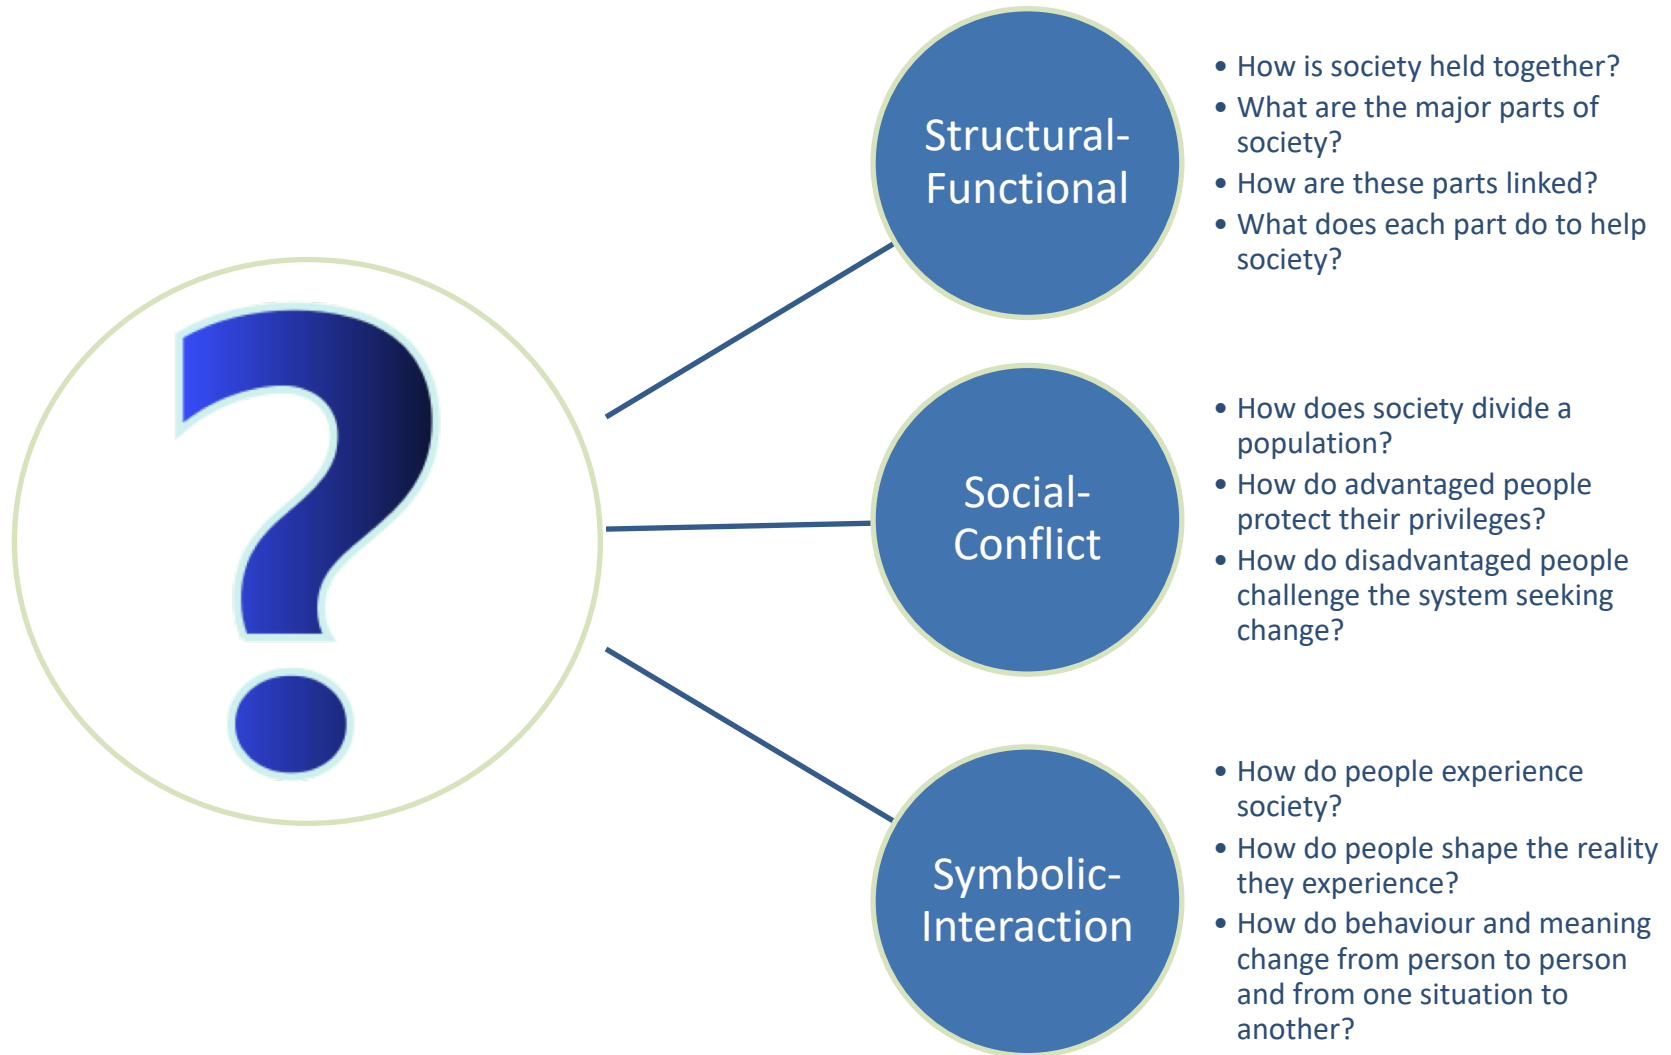 Structural-
Functional
• How is society held together?
• What are the major parts of
society?
• How are these parts linked?
• What does each part do to help
society?
Social-
Conflict
• How does society divide a
population?
• How do advantaged people
protect their privileges?
• How do disadvantaged people
challenge the system seeking
change?
Symbolic-
Interaction
• How do people experience
society?
• How do people shape the reality
they experience?
• How do behaviour and meaning
change from person to person
and from one situation to
another?
?